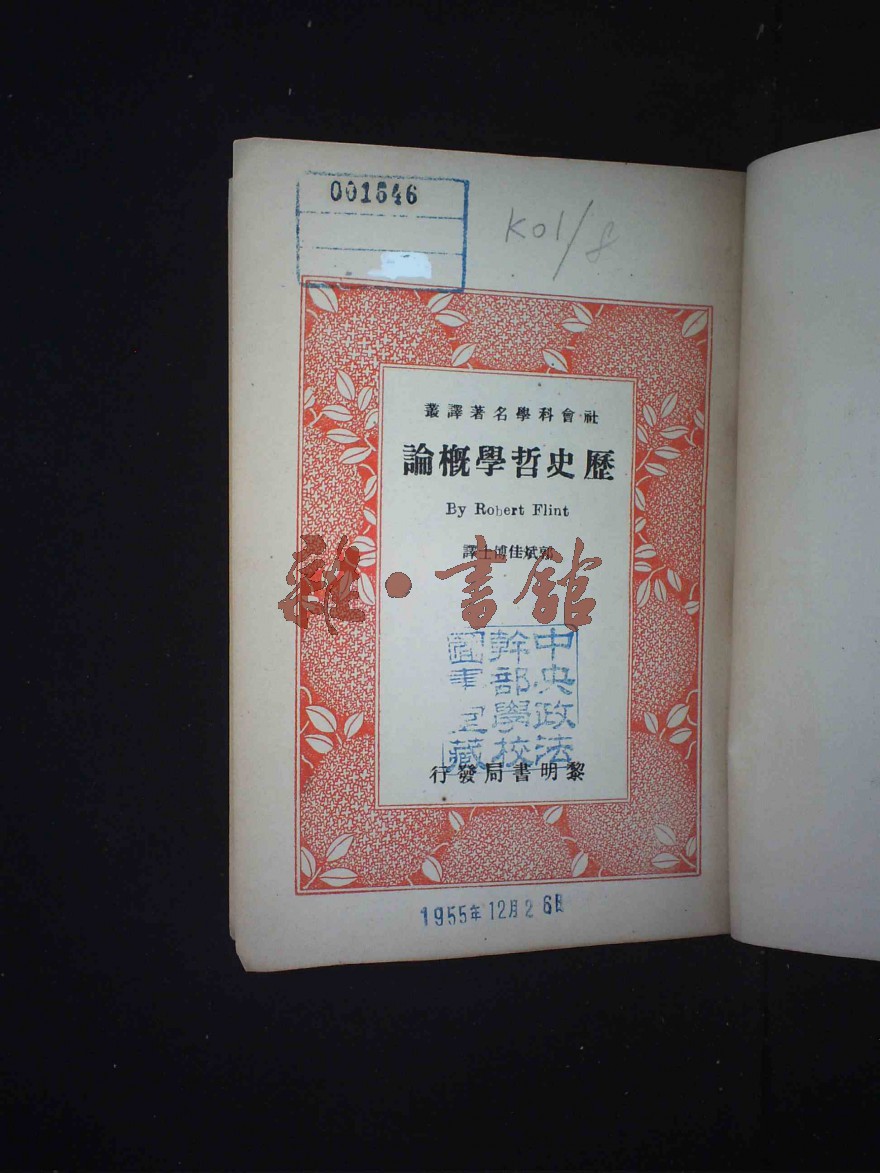 001546
K01/8
社會科學名著譯叢
歷史哲學概論
By Robert Flint
郭斌佳博士譯
雜·書館
中央政法
幹部學校
圖書室藏
黎明書局發行
1955年12月26日